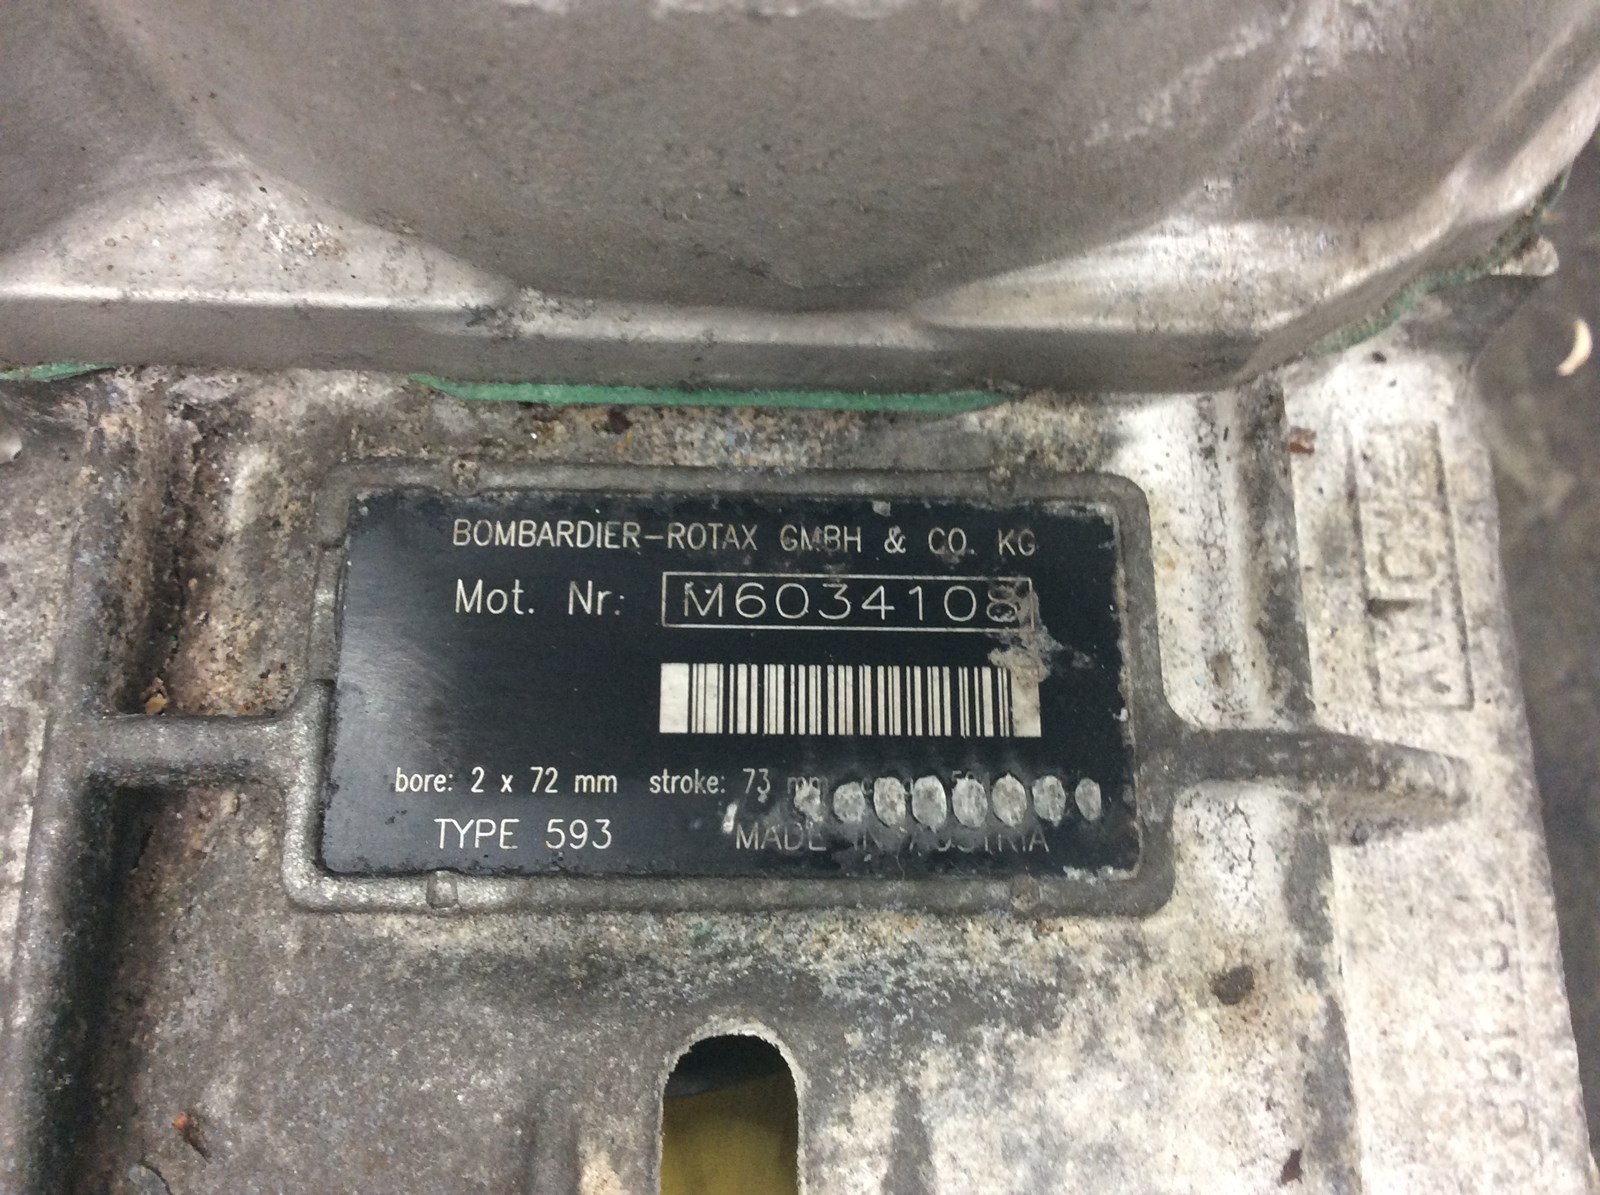 BOMBARDIER-ROTAX GMBH & CO. KG
Mot. Nr: M6034108
bore: 2 x 72 mm stroke: 73 mm
TYPE 593 MADE IN AUSTRIA